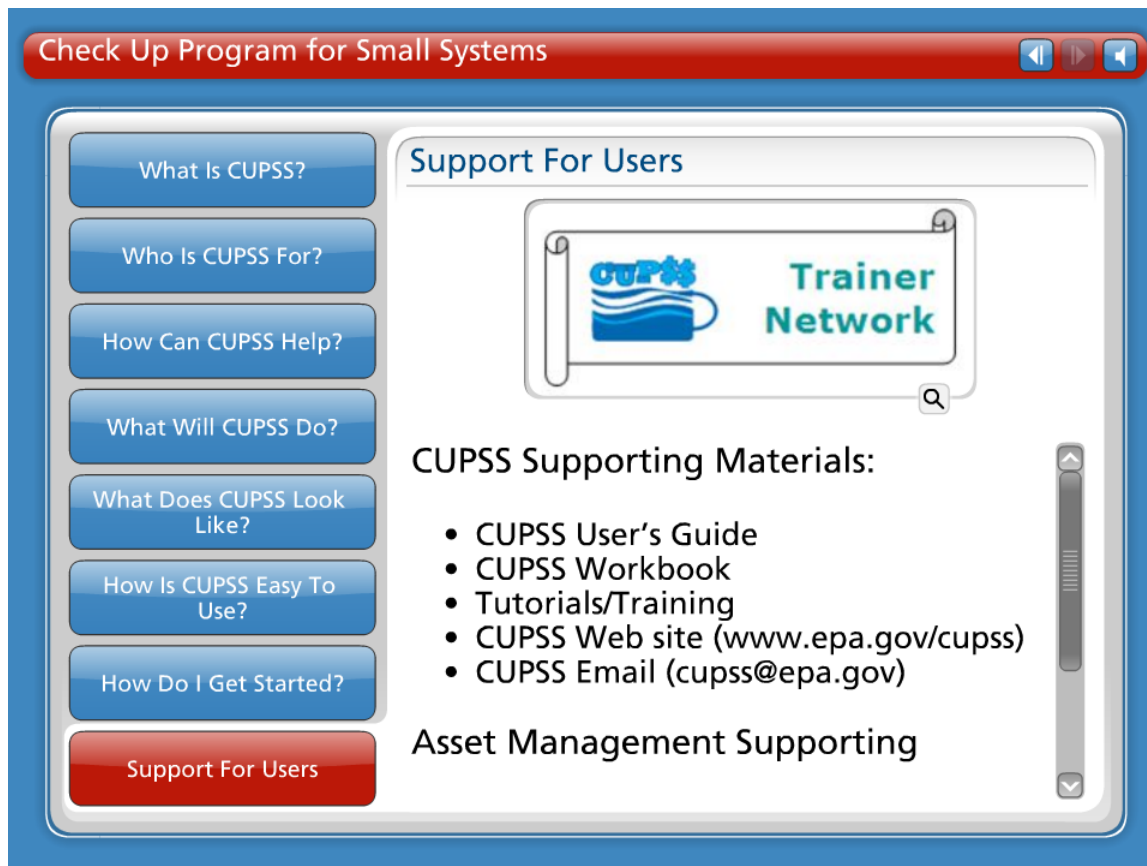 Check Up Program for Small Systems
What Is CUPSS?
Who Is CUPSS For?
How Can CUPSS Help?
What Will CUPSS Do?
What Does CUPSS Look
Like?
How Is CUPSS Easy To
Use?
How Do I Get Started?
Support For Users
Support For Users
CUP$$
Trainer
Network
CUPSS Supporting Materials:
• CUPSS User’s Guide
• CUPSS Workbook
• Tutorials/Training
• CUPSS Web site (www.epa.gov/cupss)
• CUPSS Email (cupss@epa.gov)
Asset Management Supporting